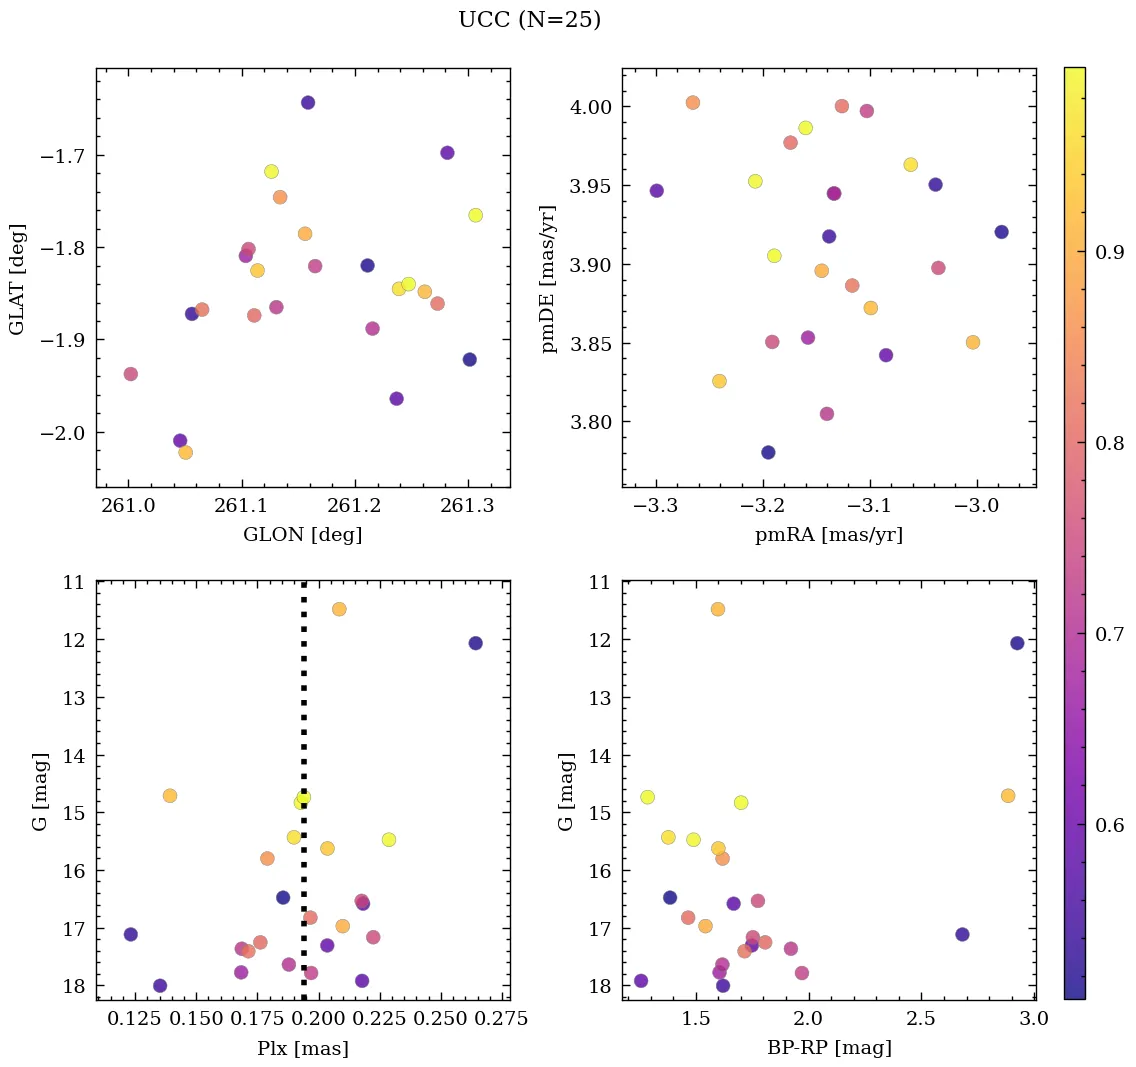 UCC (N=25)
−1.7
−1.8
−1.9
−2.0
GLAT [deg]
261.0 261.1 261.2 261.3
GLON [deg]
4.00
3.95
3.90
3.85
3.80
pmDE [mas/yr]
−3.3 −3.2 −3.1 −3.0
pmRA [mas/yr]
11
12
13
14
15
16
17
18
G [mag]
0.125 0.150 0.175 0.200 0.225 0.250 0.275
Plx [mas]
11
12
13
14
15
16
17
18
G [mag]
1.5 2.0 2.5 3.0
BP-RP [mag]
0.9
0.8
0.7
0.6